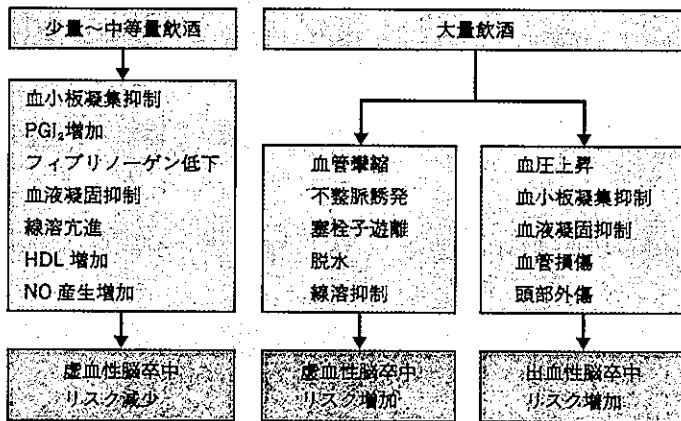 少量〜中等量飲酒
血小板凝集抑制
PGI₂増加
フィブリノーゲン低下
血液凝固抑制
線溶亢進
HDL 増加
NO 産生増加
虚血性脳卒中
リスク減少
大量飲酒
血管攣縮
不整脈誘発
塞栓子遊離
脱水
線溶抑制
虚血性脳卒中
リスク増加
血圧上昇
血小板凝集抑制
血液凝固抑制
血管損傷
頭部外傷
出血性脳卒中
リスク増加